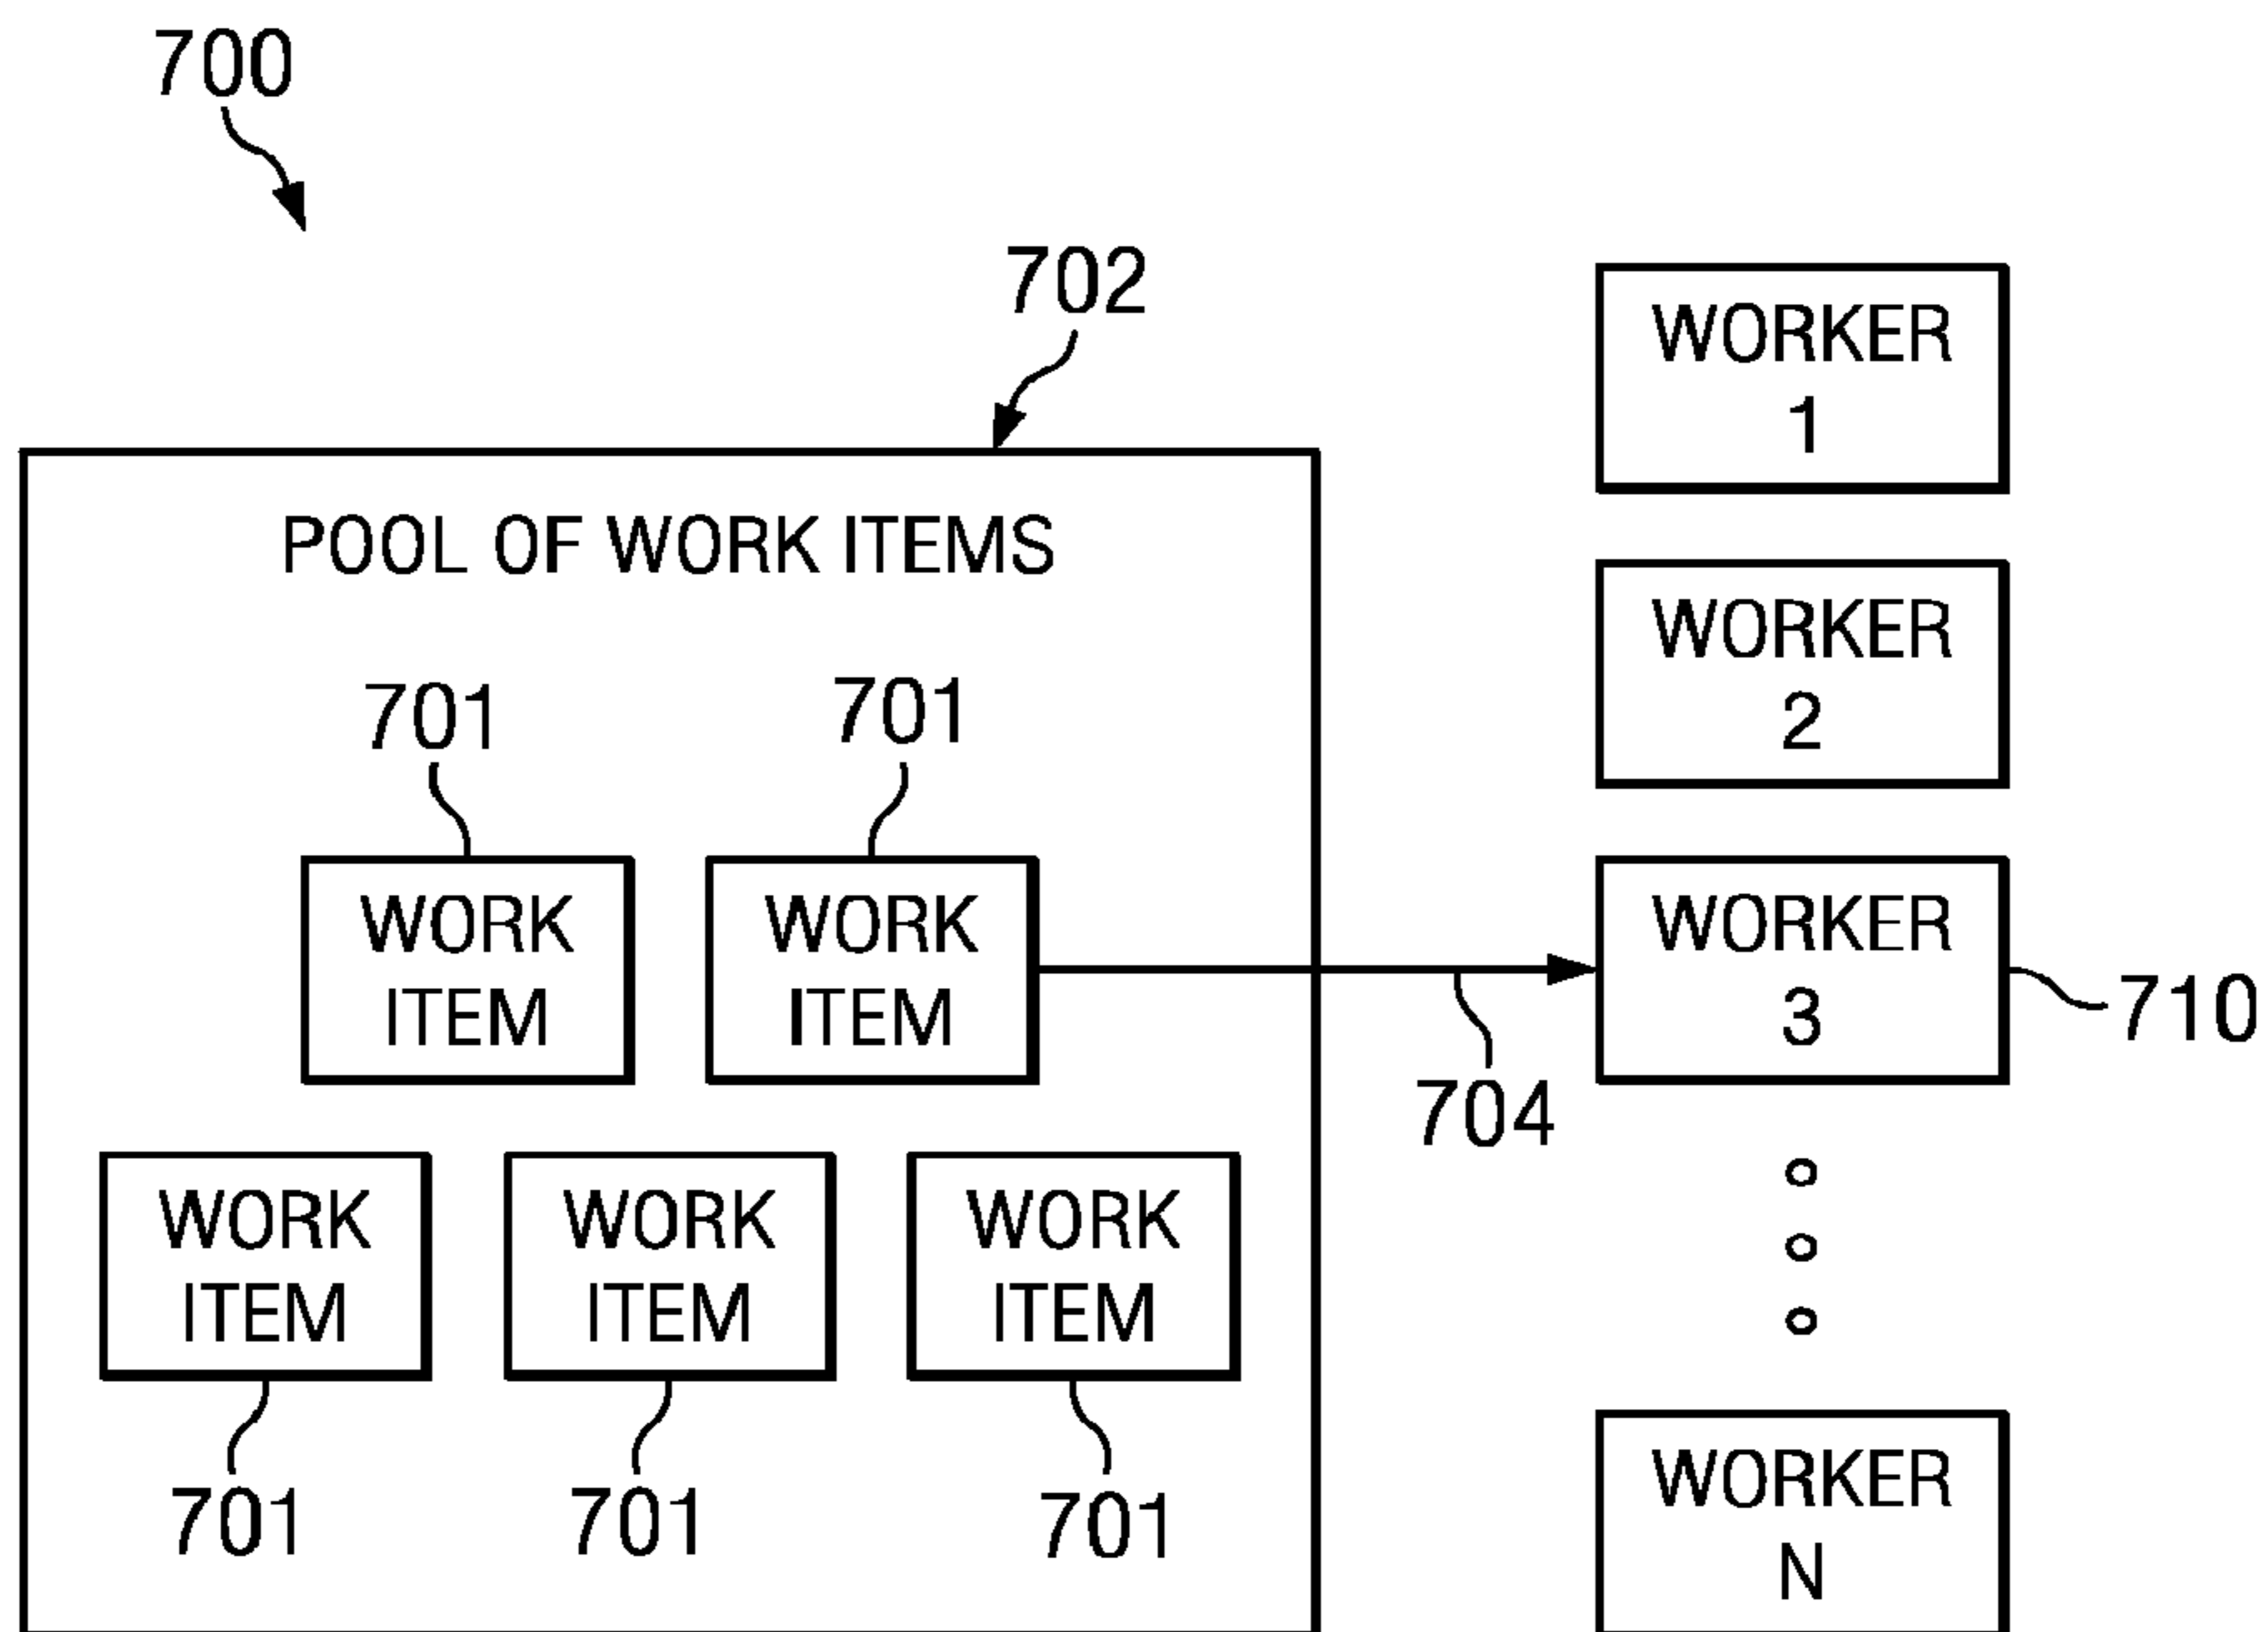 700
702
WORKER
1
POOL OF WORK ITEMS
WORKER
2
701
701
WORK
ITEM
WORK
ITEM
WORKER
3
710
704
WORK
ITEM
WORK
ITEM
WORK
ITEM
701
701
701
WORKER
N